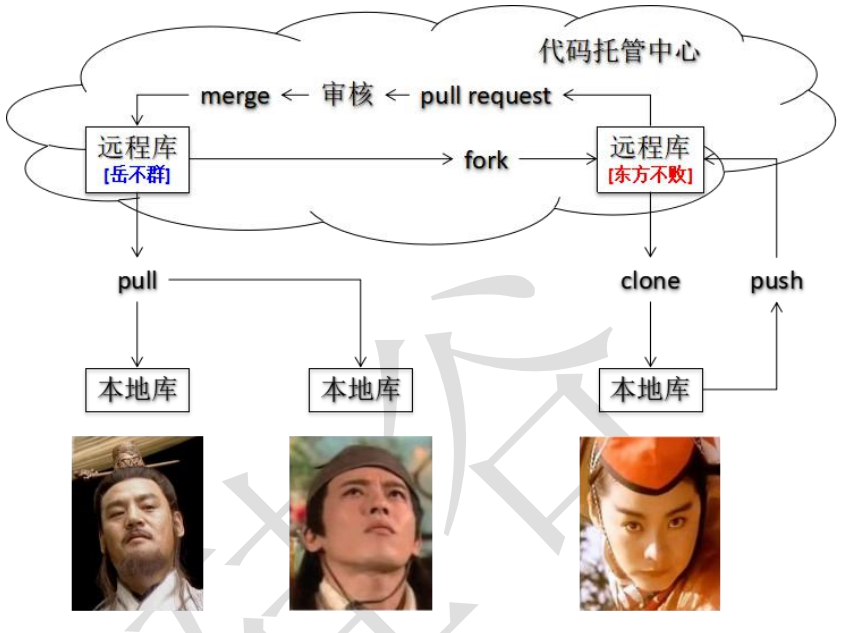 代码托管中心
merge
审核
pull request
远程库
[岳不群]
fork
远程库
[东方不败]
pull
clone
push
本地库
本地库
本地库